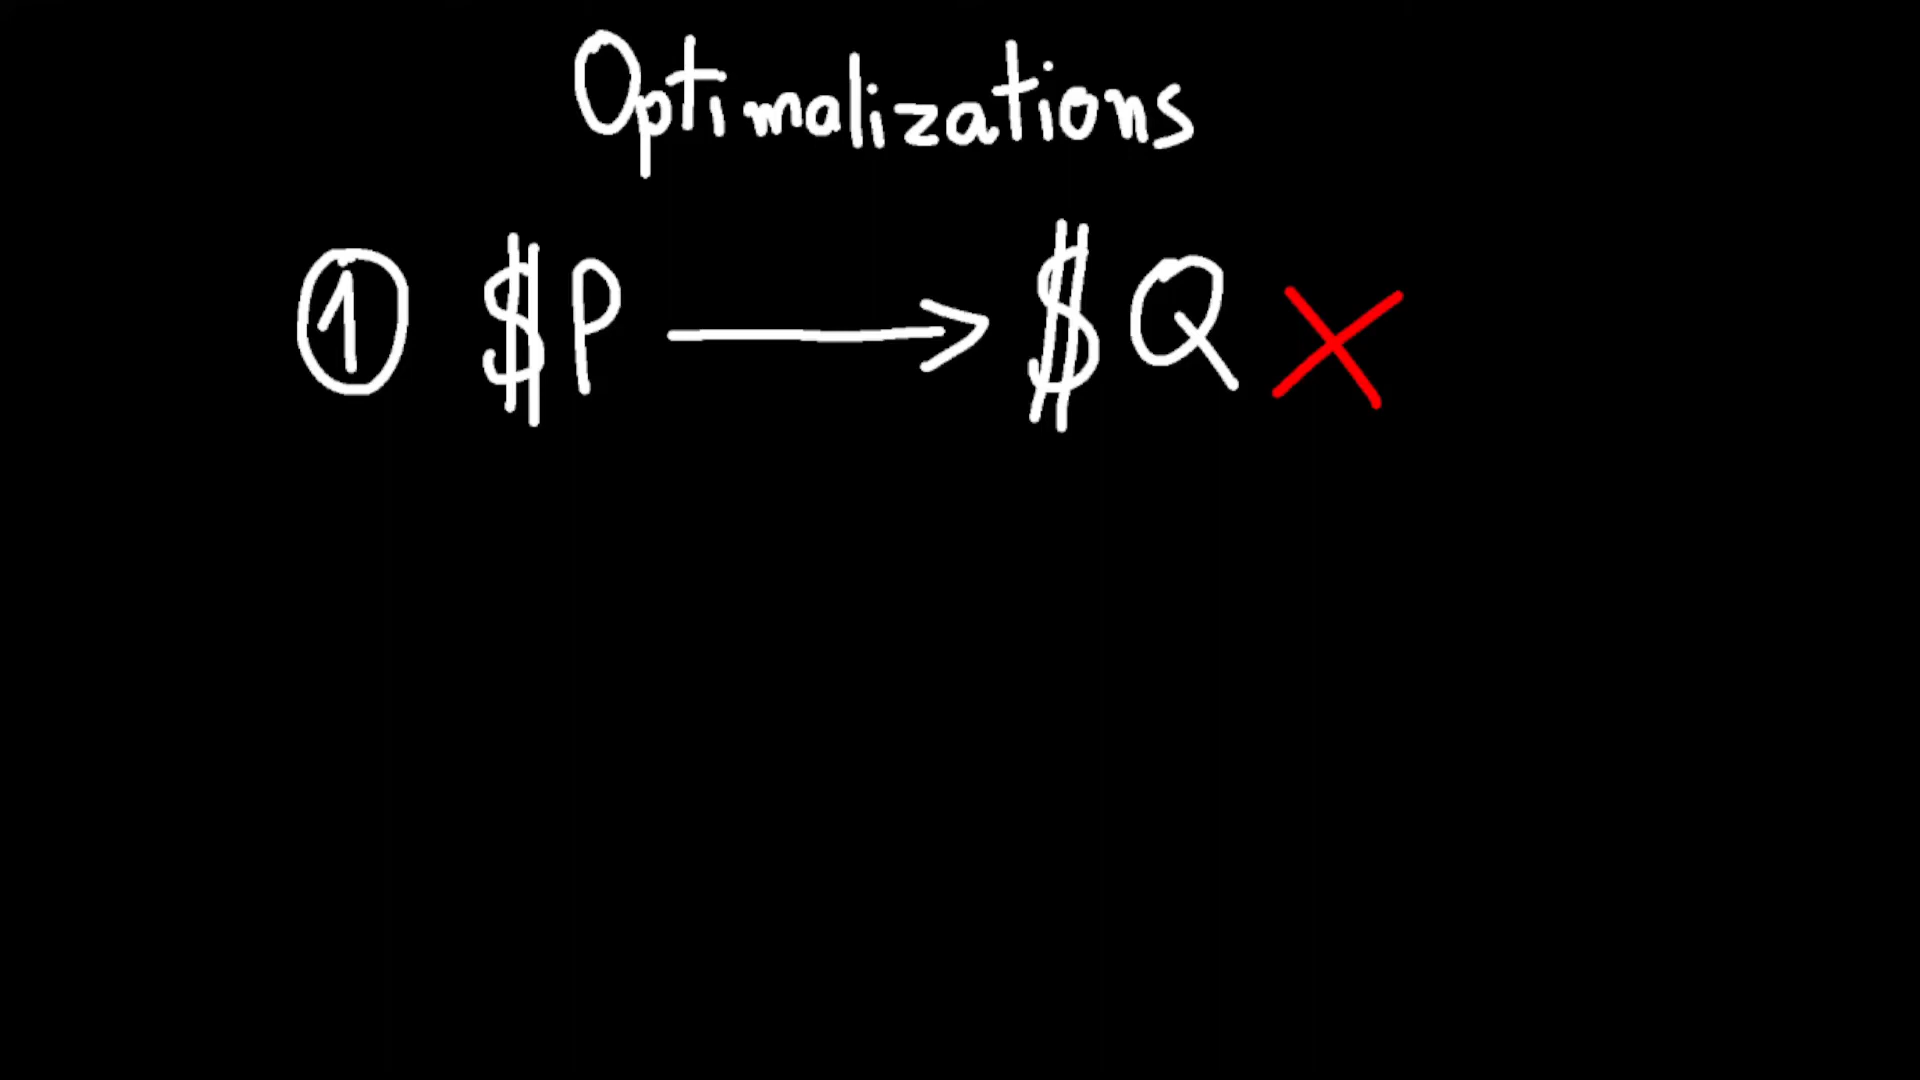 Optimalizations
① $P → $Q ✗